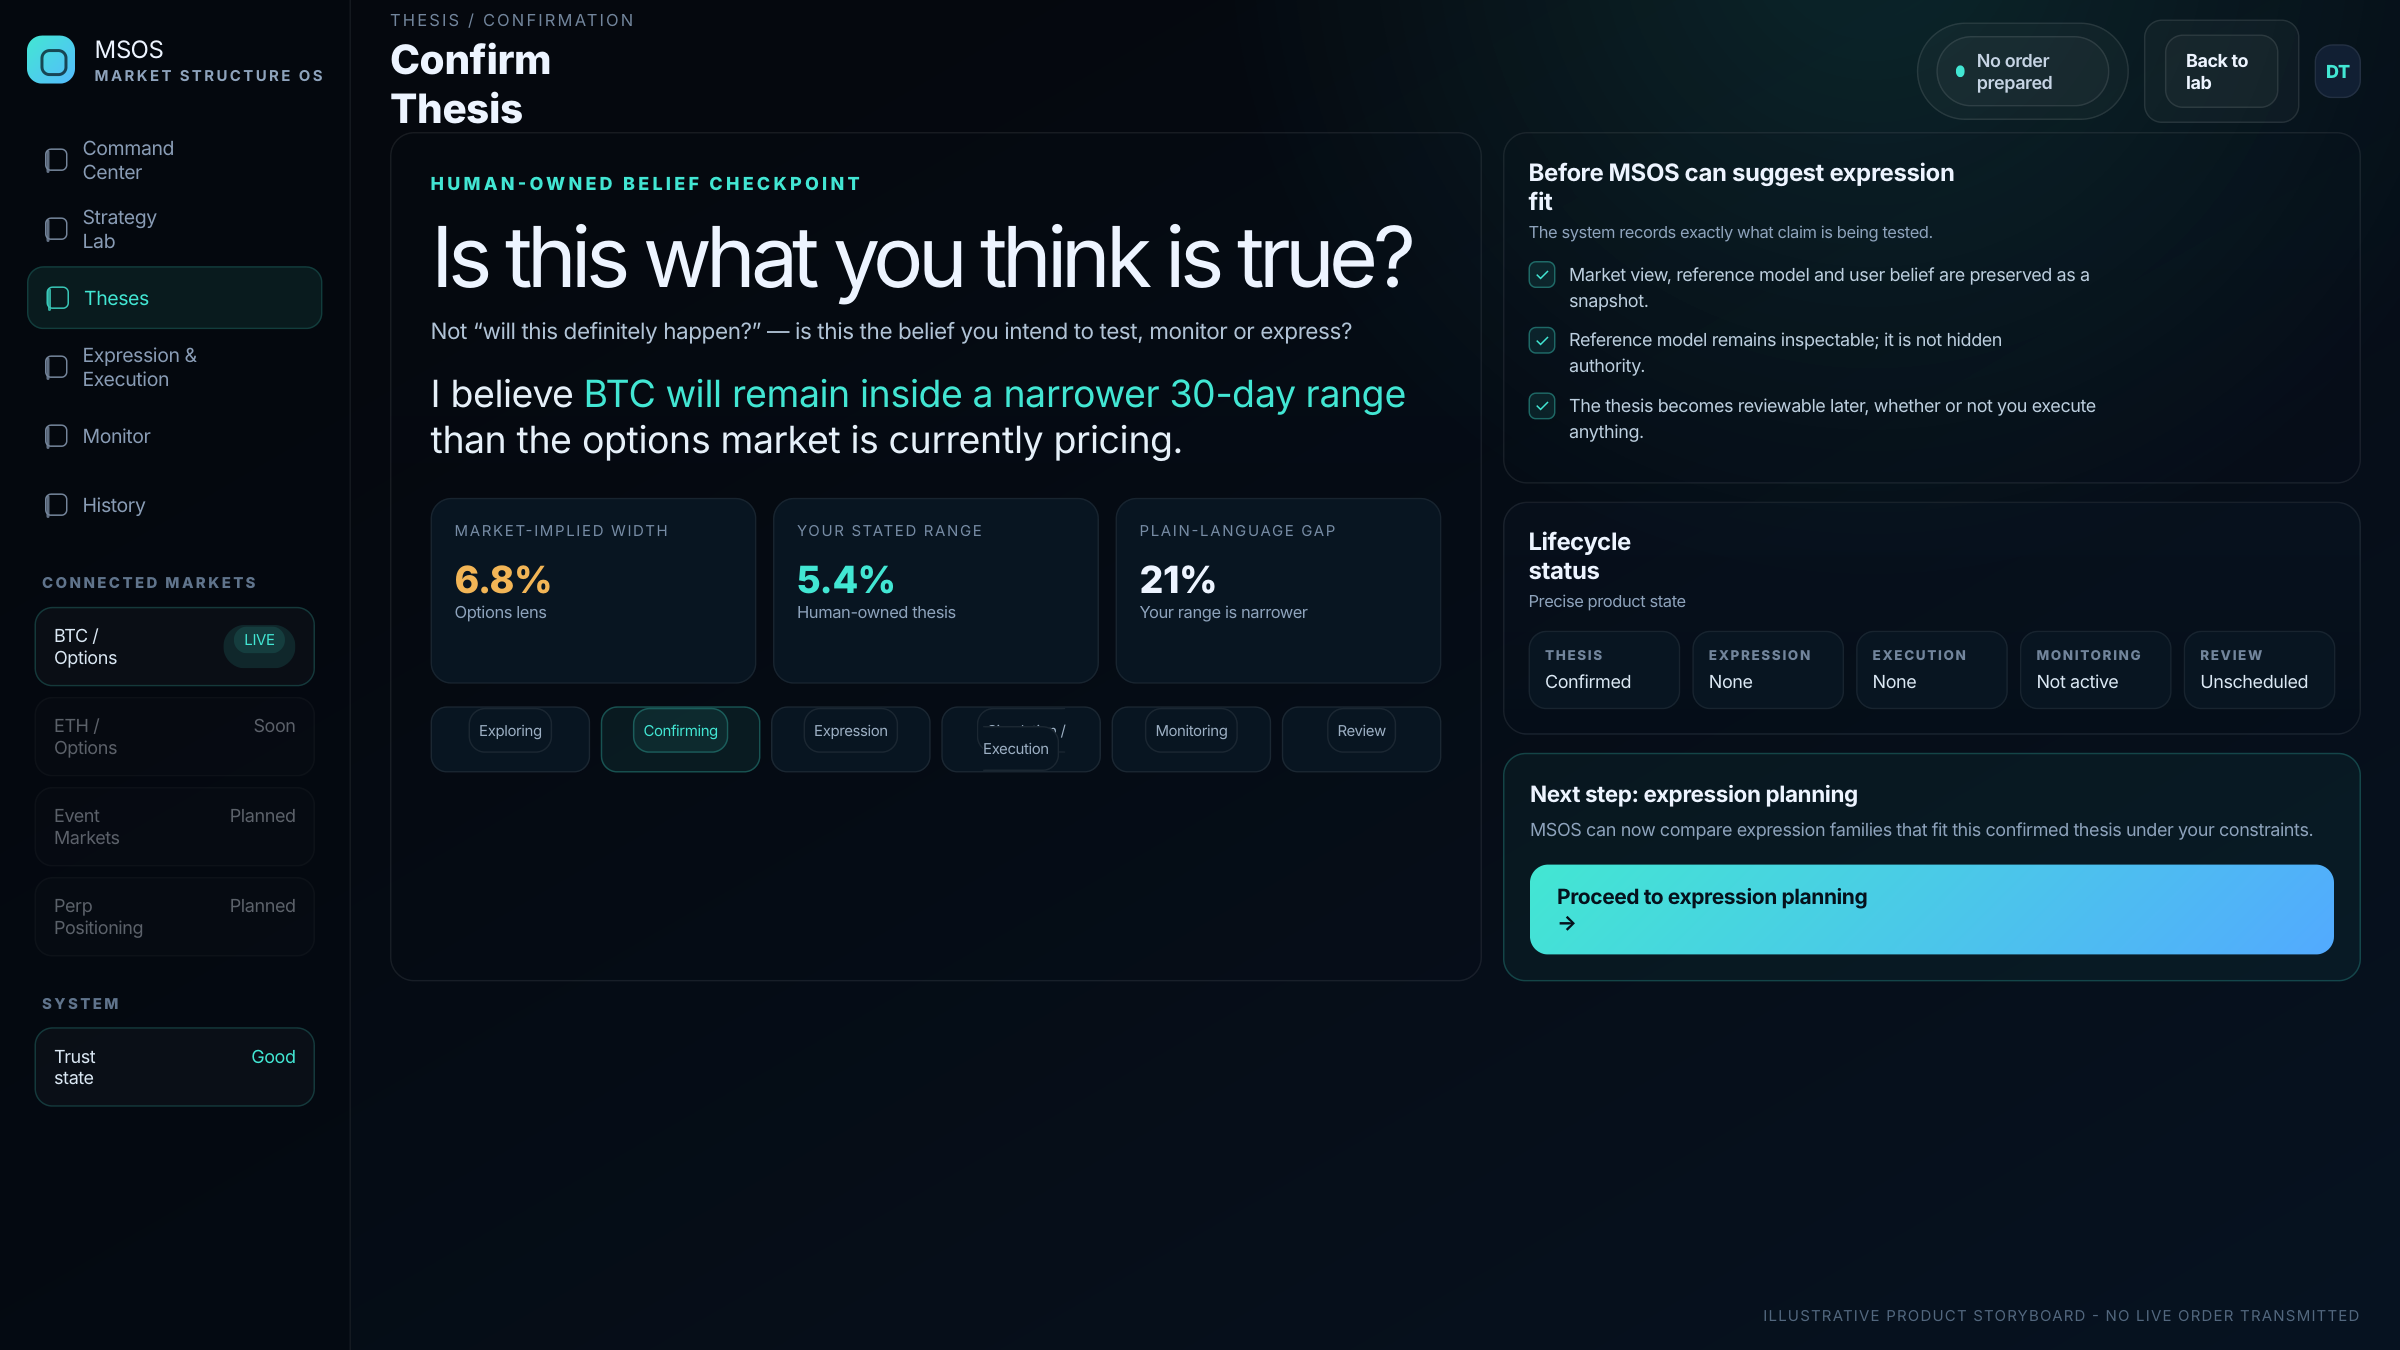 MSOS
MARKET STRUCTURE OS
Command
Center
Strategy
Lab
Theses
Expression &
Execution
Monitor
History
CONNECTED MARKETS
BTC /
Options
LIVE
ETH /
Options
Soon
Event
Markets
Planned
Perp
Positioning
Planned
SYSTEM
Trust
state
Good
THESIS / CONFIRMATION
Confirm
Thesis
No order
prepared
Back to
lab
DT
HUMAN-OWNED BELIEF CHECKPOINT
Is this what you think is true?
Not “will this definitely happen?” — is this the belief you intend to test, monitor or express?
I believe BTC will remain inside a narrower 30-day range
than the options market is currently pricing.
MARKET-IMPLIED WIDTH
6.8%
Options lens
YOUR STATED RANGE
5.4%
Human-owned thesis
PLAIN-LANGUAGE GAP
21%
Your range is narrower
Exploring
Confirming
Expression
/
Execution
Monitoring
Review
Before MSOS can suggest expression
fit
The system records exactly what claim is being tested.
Market view, reference model and user belief are preserved as a
snapshot.
Reference model remains inspectable; it is not hidden
authority.
The thesis becomes reviewable later, whether or not you execute
anything.
Lifecycle
status
Precise product state
THESIS
Confirmed
EXPRESSION
None
EXECUTION
None
MONITORING
Not active
REVIEW
Unscheduled
Next step: expression planning
MSOS can now compare expression families that fit this confirmed thesis under your constraints.
Proceed to expression planning
→
ILLUSTRATIVE PRODUCT STORYBOARD - NO LIVE ORDER TRANSMITTED